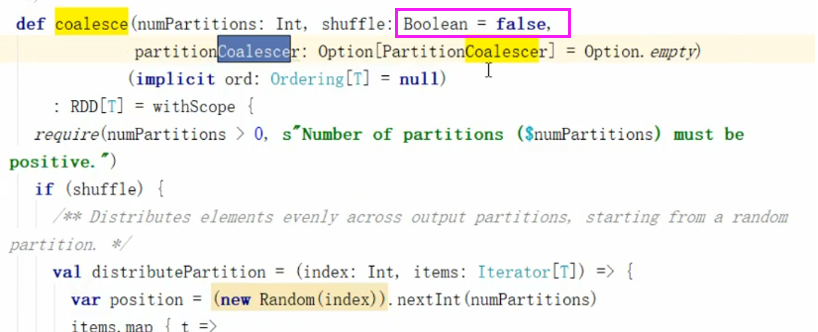 def coalesce(numPartitions: Int, shuffle: Boolean = false,
partitionCoalescer: Option[PartitionCoalescer] = Option.empty)
(implicit ord: Ordering[T] = null)
: RDD[T] = withScope {
require(numPartitions > 0, s"Number of partitions ($numPartitions) must be
positive.")
if (shuffle) {
/** Distributes elements evenly across output partitions, starting from a random
partition. */
val distributePartition = (index: Int, items: Iterator[T]) => {
var position = (new Random(index)).nextInt(numPartitions)
items.map { t =>